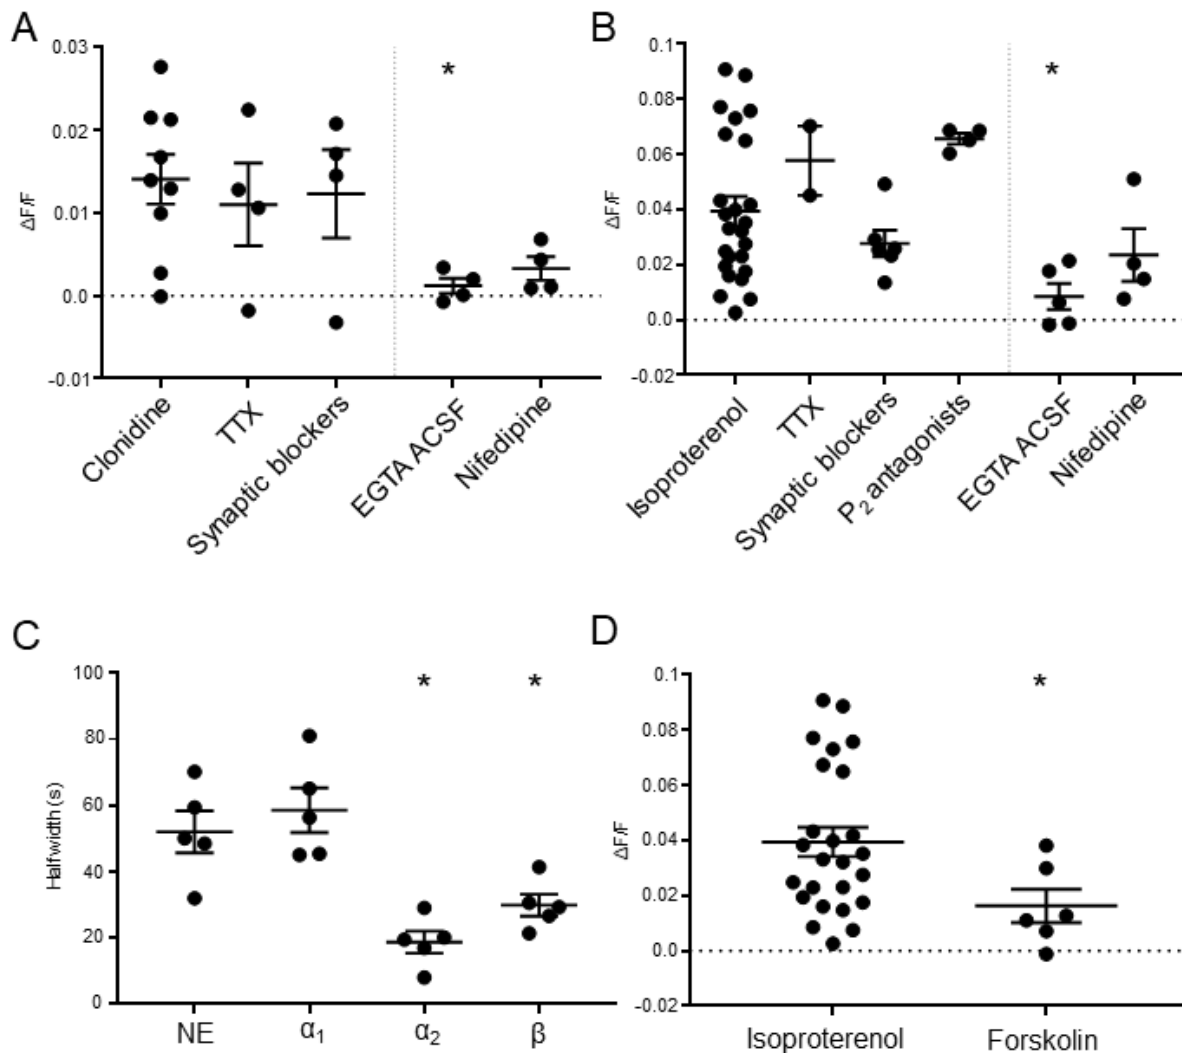 A
0.03
0.02
0.01
0.0
-0.01
ΔF/F
*
Clonidine
TTX
Synaptic blockers
EGTA ACSF
Nifedipine
B
0.1
0.08
0.06
0.04
0.02
0.0
-0.02
ΔF/F
*
Isoproterenol
TTX
Synaptic blockers
P₂ antagonists
EGTA ACSF
Nifedipine
C
100
80
60
40
20
0
Halfwidth (s)
* *
NE α₁ α₂ β
D
0.1
0.08
0.06
0.04
0.02
0.0
-0.02
ΔF/F
*
Isoproterenol Forskolin